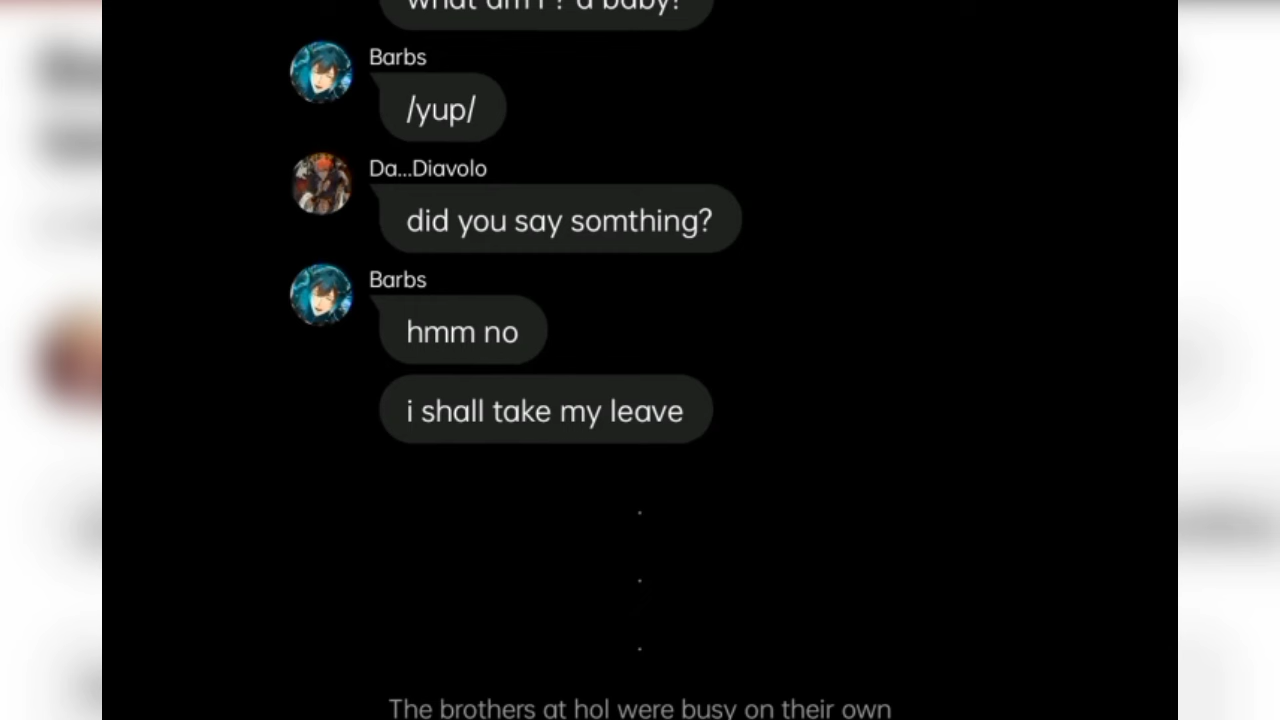 what am i ? a baby?
Barbs
/yup/
Da...Diavolo
did you say somthing?
Barbs
hmm no
i shall take my leave
.
.
.
The brothers at hol were busy on their own